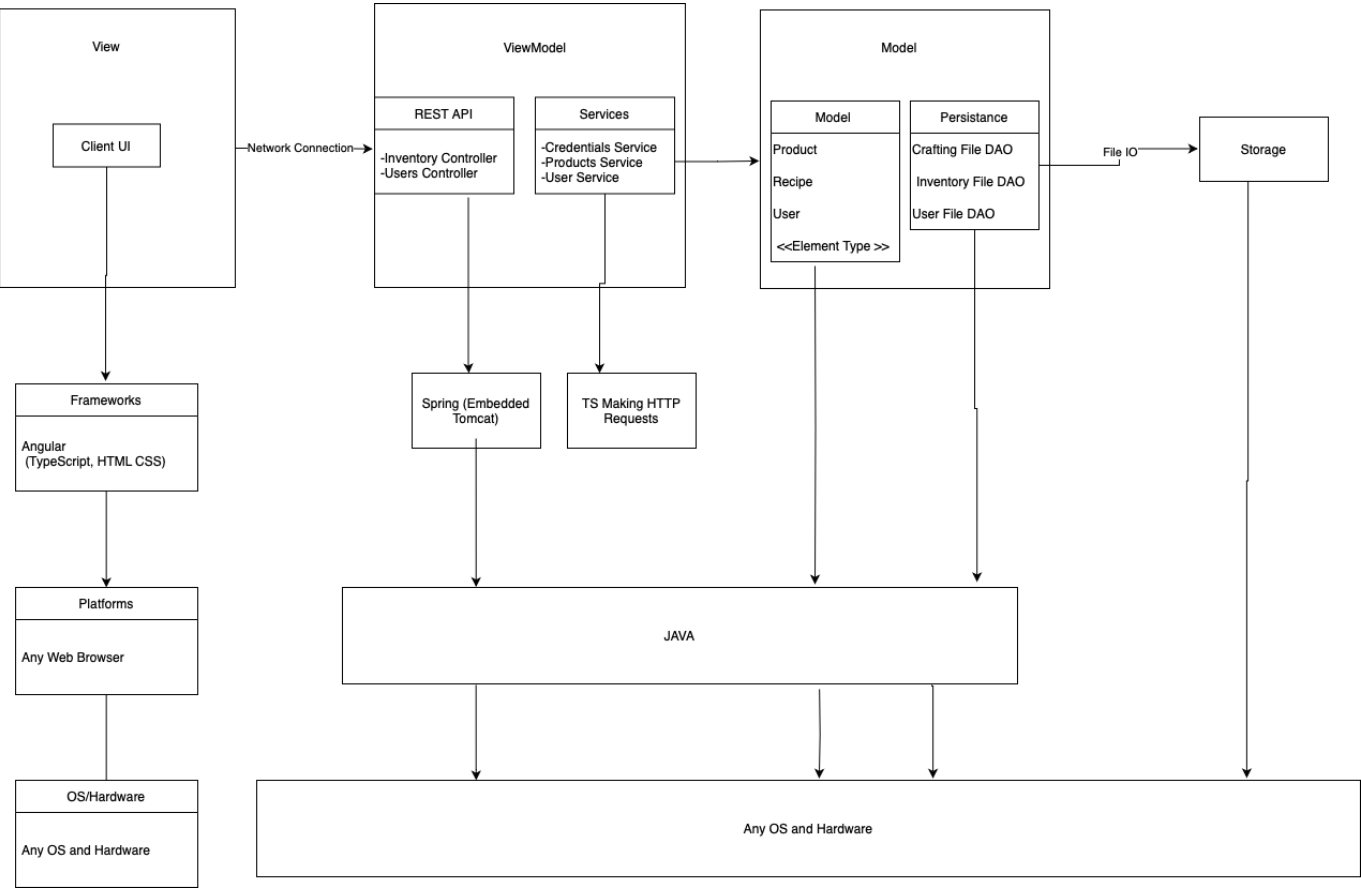 View
ViewModel
Model
Client UI
Network Connection
REST API
-Inventory Controller
-Users Controller
Services
-Credentials Service
-Products Service
-User Service
Model
Product
Recipe
User
<<Element Type >>
Persistance
Crafting File DAO
Inventory File DAO
User File DAO
File IO
Storage
Frameworks
Angular
(TypeScript, HTML CSS)
Spring (Embedded
Tomcat)
TS Making HTTP
Requests
Platforms
Any Web Browser
JAVA
OS/Hardware
Any OS and Hardware
Any OS and Hardware